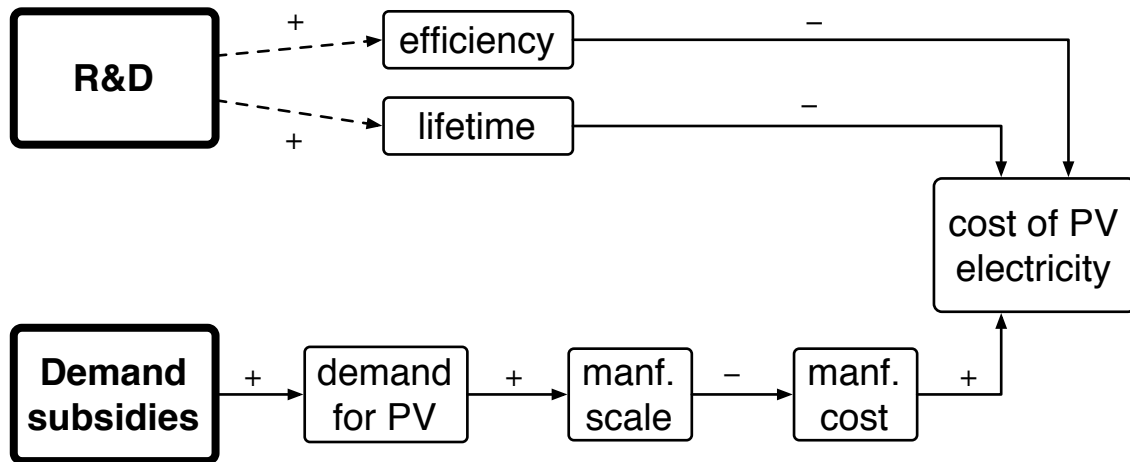 +
efficiency
−
R&D
lifetime
−
+
cost of PV
electricity
Demand
subsidies
+
demand
for PV
+
manf.
scale
−
manf.
cost
+